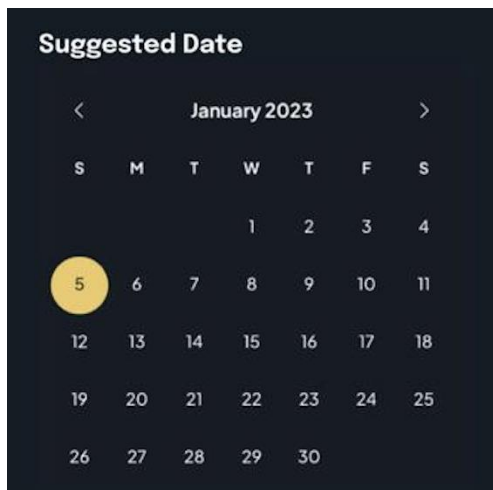 Suggested Date
< January 2023 >
S M T W T F S
1 2 3 4
5 6 7 8 9 10 11
12 13 14 15 16 17 18
19 20 21 22 23 24 25
26 27 28 29 30